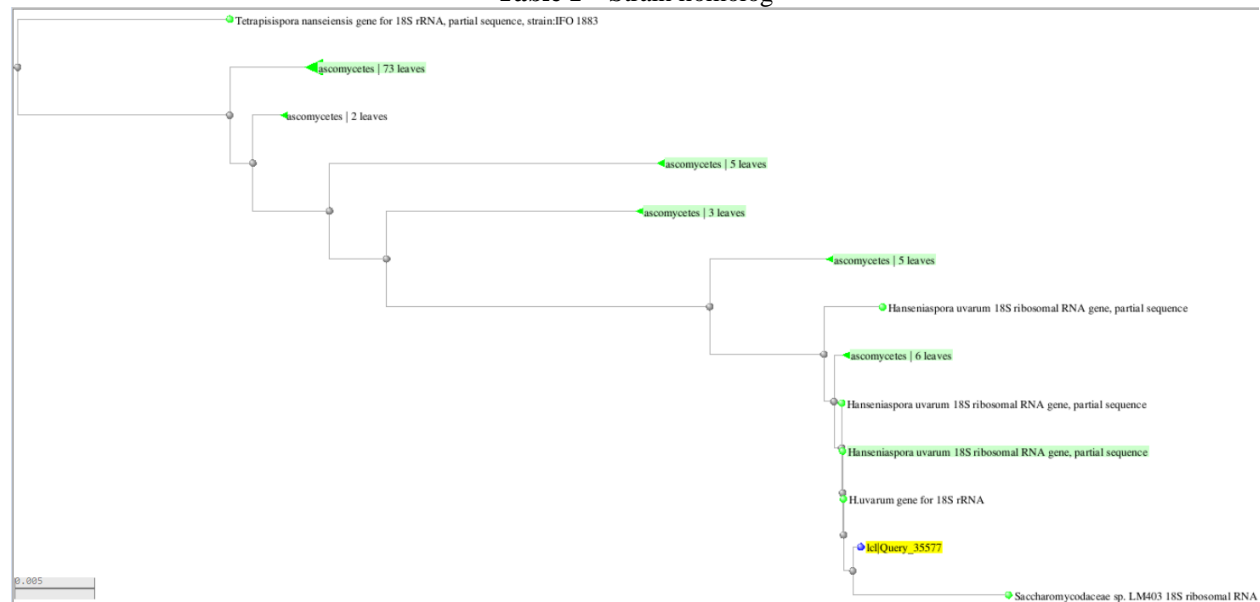 Tetrapisispora nanseiensis gene for 18S rRNA, partial sequence, strain:IFO 1883
ascomycetes | 73 leaves
ascomycetes | 2 leaves
ascomycetes | 5 leaves
ascomycetes | 3 leaves
ascomycetes | 5 leaves
Hanseniaspora uvarum 18S ribosomal RNA gene, partial sequence
ascomycetes | 6 leaves
Hanseniaspora uvarum 18S ribosomal RNA gene, partial sequence
Hanseniaspora uvarum 18S ribosomal RNA gene, partial sequence
H.uvarum gene for 18S rRNA
lcl|Query_35577
0.005
Saccharomycodaceae sp. LM403 18S ribosomal RNA